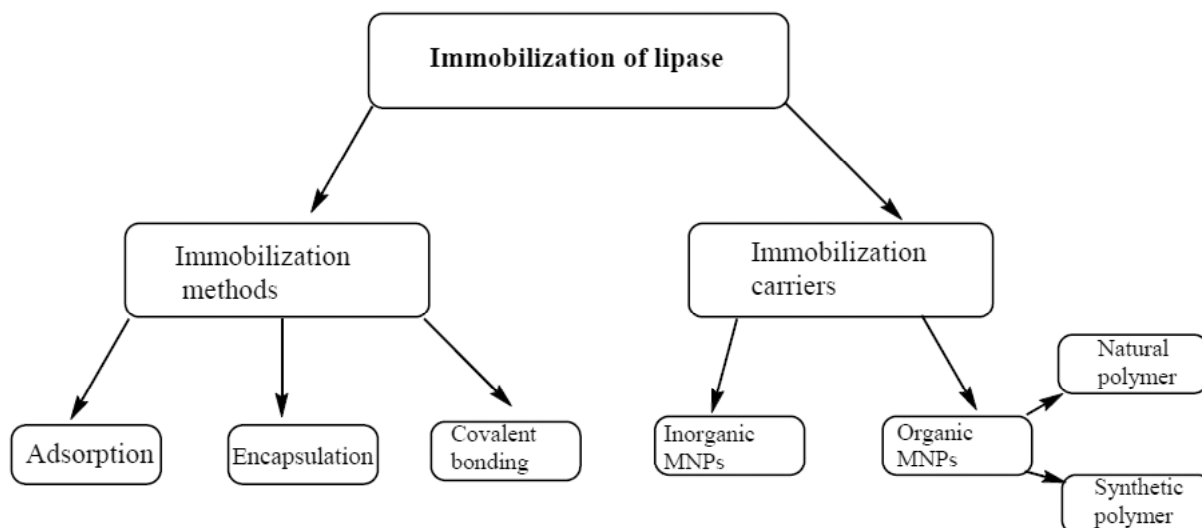 Immobilization of lipase
Immobilization
methods
Immobilization
carriers
Adsorption
Encapsulation
Covalent
bonding
Inorganic
MNPs
Organic
MNPs
Natural
polymer
Synthetic
polymer